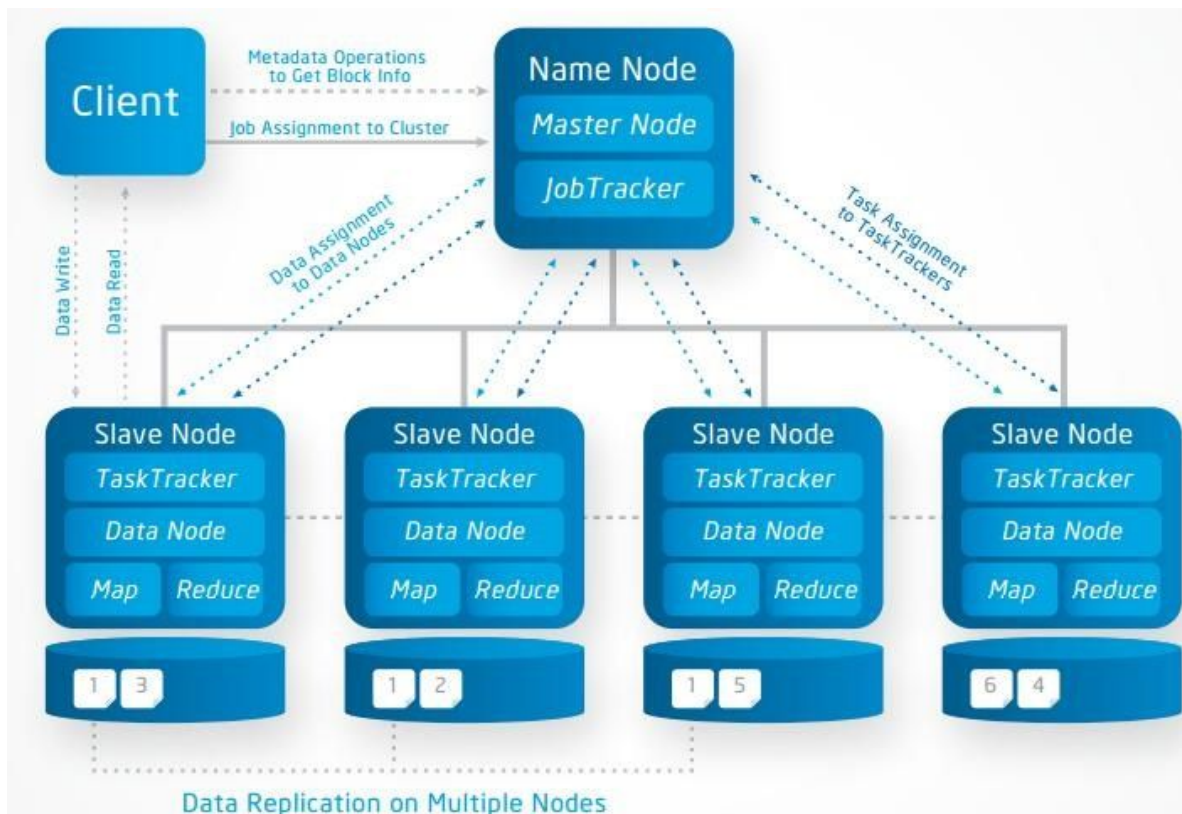 Client
Metadata Operations
to Get Block Info
Job Assignment to Cluster
Name Node
Master Node
JobTracker
Data Write
Data Read
Data Assignment
to Data Nodes
Task Assignment
to TaskTrackers
Slave Node
TaskTracker
Data Node
Map Reduce
1 3
Slave Node
TaskTracker
Data Node
Map Reduce
1 2
Slave Node
TaskTracker
Data Node
Map Reduce
1 5
Slave Node
TaskTracker
Data Node
Map Reduce
6 4
Data Replication on Multiple Nodes